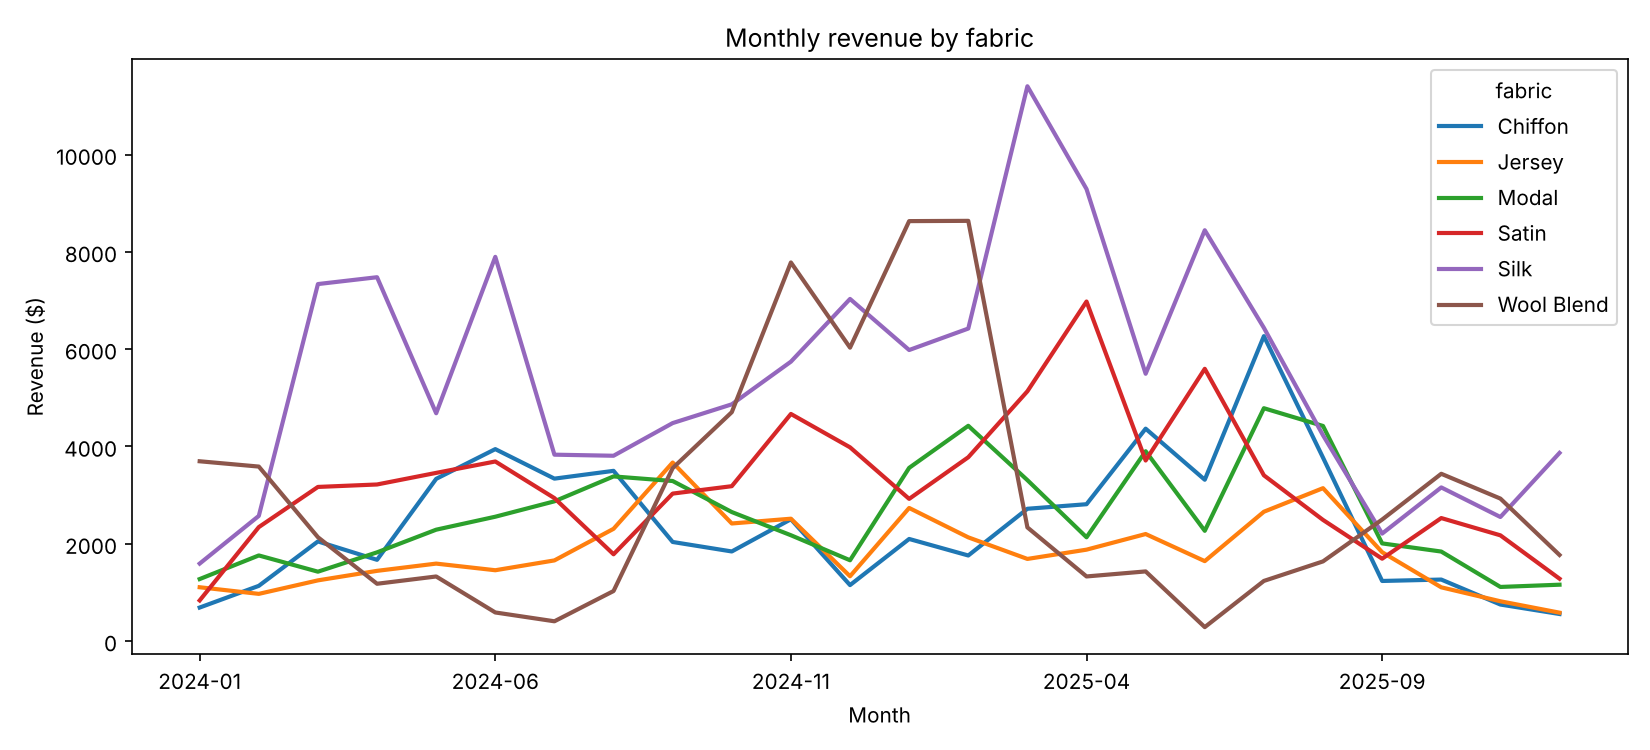 Monthly revenue by fabric
fabric
Chiffon
Jersey
Modal
Satin
Silk
Wool Blend
Revenue ($)
10000
8000
6000
4000
2000
0
2024-01
2024-06
2024-11
2025-04
2025-09
Month